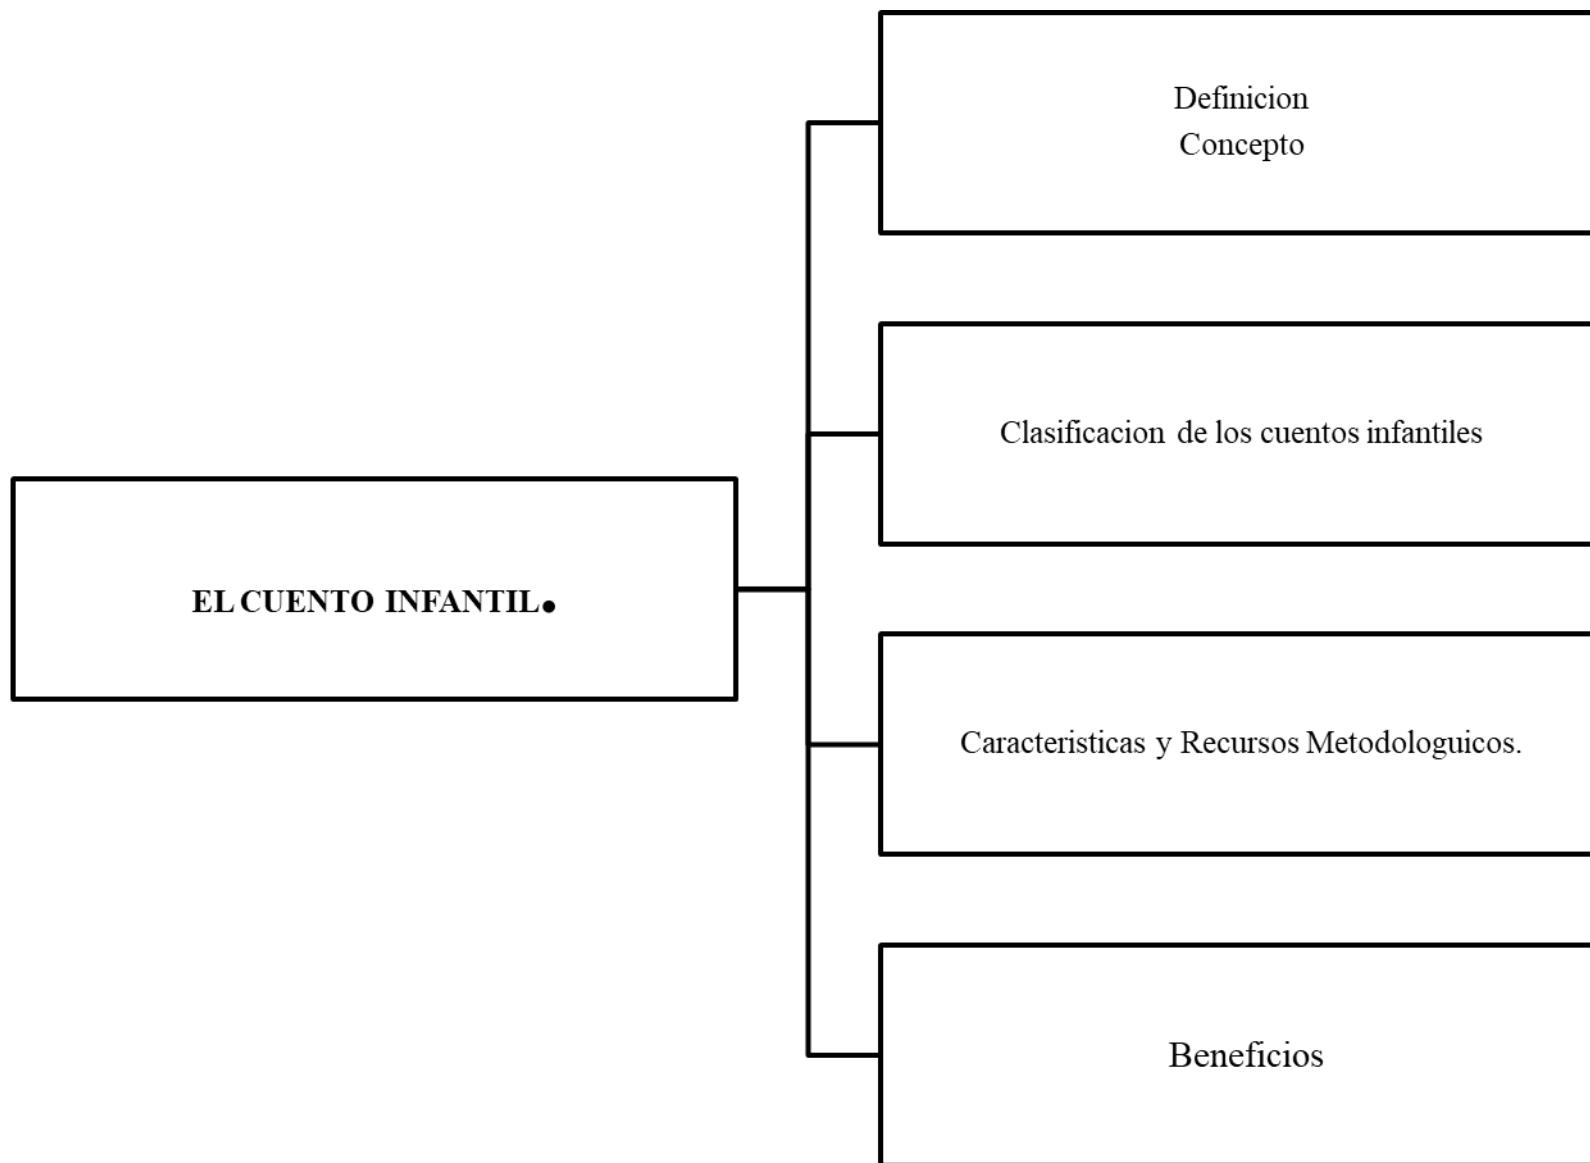 EL CUENTO INFANTIL.
Definicion
Concepto
Clasificacion de los cuentos infantiles
Caracteristicas y Recursos Metodologuicos.
Beneficios